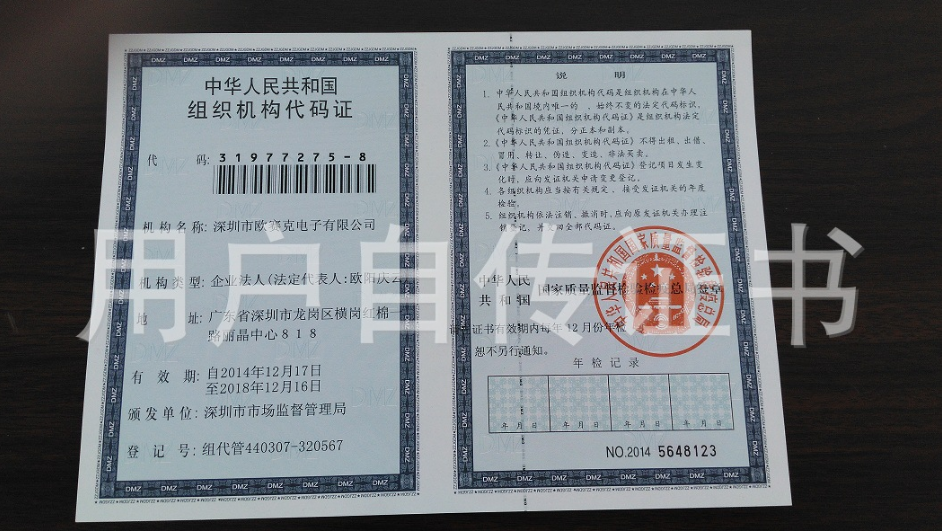 中华人民共和国
组织机构代码证
代 码: 31977275-8
机构名称: 深圳市欧赛克电子有限公司
机构类型: 企业法人(法定代表人:欧阳庆
地 址: 广东省深圳市龙岗区横岗红棉一
路丽晶中心818
有 效 期: 自2014年12月17日
至2018年12月16日
颁发单位: 深圳市市场监督管理局
登 记 号: 组代管440307-320567
说 明
1. 中华人民共和国组织机构代码是组织机构在中华人
民共和国境内唯一的、始终不变的法定代码标识,
《中华人民共和国组织机构代码证》是组织机构法定
代码标识的凭证, 分正本和副本。
2. 《中华人民共和国组织机构代码证》不得出租、出借、
冒用、转让、伪造、变造、非法买卖。
3. 《中华人民共和国组织机构代码证》登记项目发生变
化时, 应向发证机关申请变更登记。
4. 各组织机构应当按有关规定, 接受发证机关的年度
检验。
5. 组织机构依法注销、撤消时, 应向原发证机关办理注
销登记, 并交回全部代码证。
中华人民
共和国
国家质量监督检验检疫总局签章
证书有效期内每年12月份年检
恕不另行通知。
年检记录
年 月 日 年 月 日 年 月 日 年 月 日
NO.2014 5648123
用户自传证书